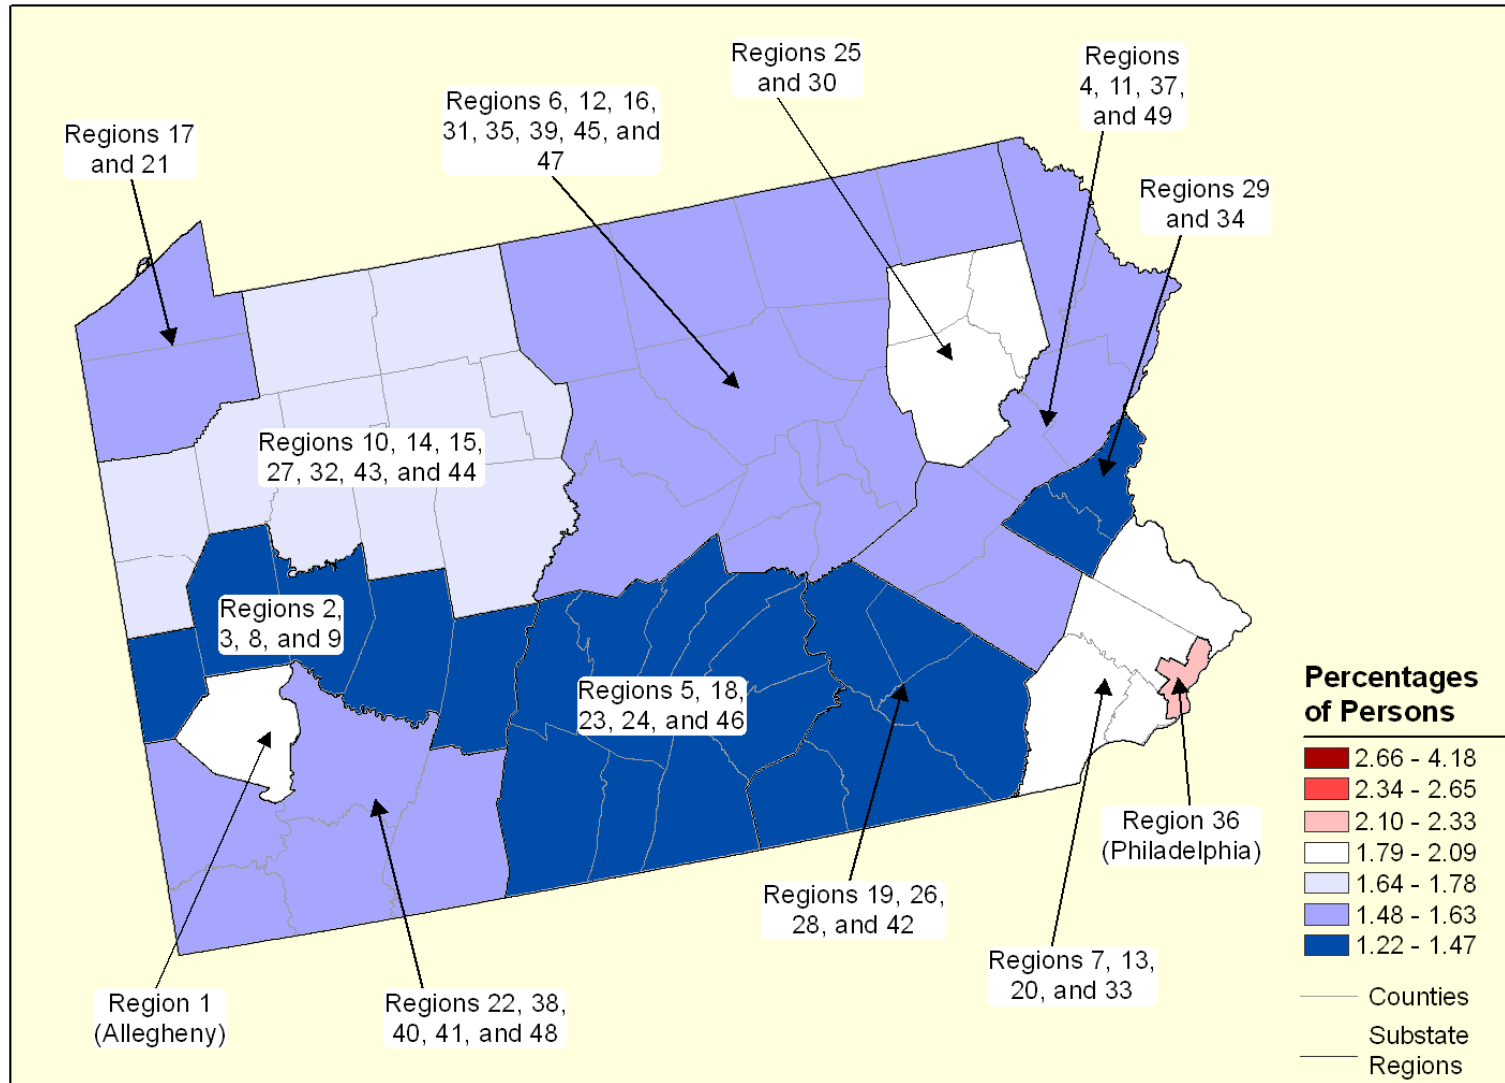 Regions 25
and 30
Regions
4, 11, 37,
and 49
Regions 6, 12, 16,
31, 35, 39, 45, and
47
Regions 17
and 21
Regions 29
and 34
Regions 10, 14, 15,
27, 32, 43, and 44
Regions 2,
3, 8, and 9
Regions 5, 18,
23, 24, and 46
Percentages
of Persons
2.66 - 4.18
2.34 - 2.65
2.10 - 2.33
1.79 - 2.09
1.64 - 1.78
1.48 - 1.63
1.22 - 1.47
Counties
Substate
Regions
Region 36
(Philadelphia)
Regions 19, 26,
28, and 42
Regions 7, 13,
20, and 33
Region 1
(Allegheny)
Regions 22, 38,
40, 41, and 48